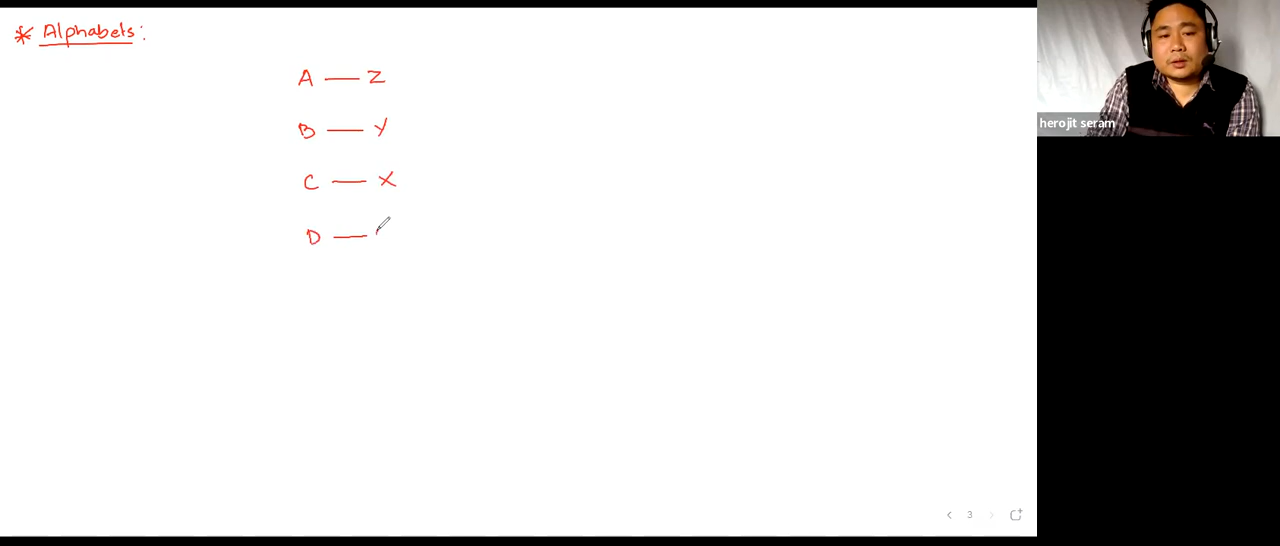 * Alphabets:
A — Z
B — Y
C — X
D —
herojit seram
3